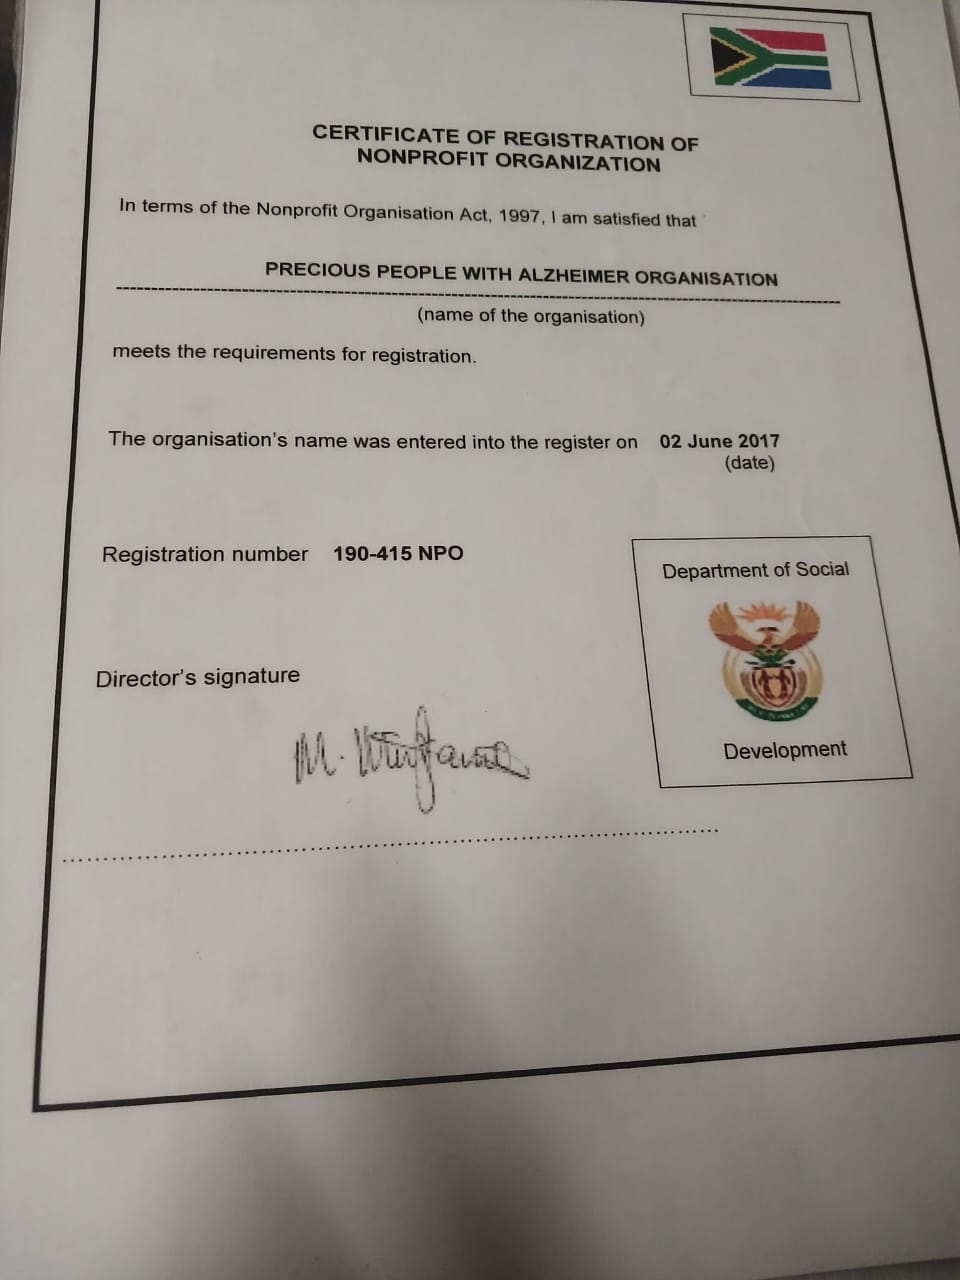 CERTIFICATE OF REGISTRATION OF
NONPROFIT ORGANIZATION
In terms of the Nonprofit Organisation Act, 1997, I am satisfied that
PRECIOUS PEOPLE WITH ALZHEIMER ORGANISATION
(name of the organisation)
meets the requirements for registration.
The organisation's name was entered into the register on 02 June 2017
(date)
Registration number 190-415 NPO
Department of Social
Development
Director's signature
M.